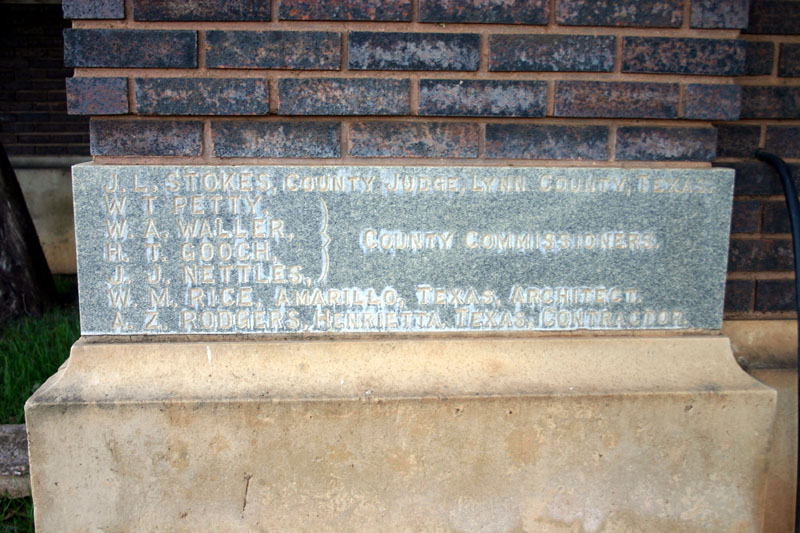 J. L. STOKES, COUNTY JUDGE, LYNN COUNTY, TEXAS.
W. T. PETTY,
W. A. WALLER,
H. T. GOOCH,
J. J. NETTLES,
COUNTY COMMISSIONERS.
W. M. RICE, AMARILLO, TEXAS, ARCHITECT.
A. Z. RODGERS, HENRIETTA, TEXAS, CONTRACTOR.